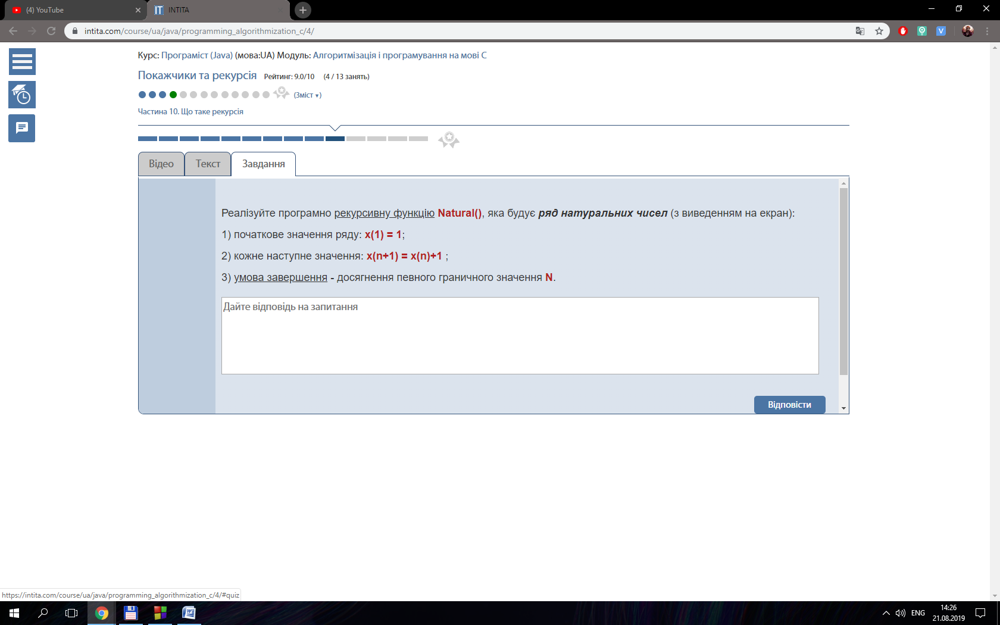 (4) YouTube
INTITA
intita.com/course/ua/java/programming_algorithmization_c/4/
Курс: Програміст (Java) (мова:UA) Модуль: Алгоритмізація і програмування на мові С
Покажчики та рекурсія Рейтинг: 9.0/10 (4 / 13 занять)
(Зміст ▾)
Частина 10. Що таке рекурсія
Відео Текст Завдання
Реалізуйте програмно рекурсивну функцію Natural(), яка будує ряд натуральних чисел (з виведенням на екран):
1) початкове значення ряду: x(1) = 1;
2) кожне наступне значення: x(n+1) = x(n)+1 ;
3) умова завершення - досягнення певного граничного значення N.
Дайте відповідь на запитання
Відповісти
https://intita.com/course/ua/java/programming_algorithmization_c/4/#quiz
ENG
14:26
21.08.2019